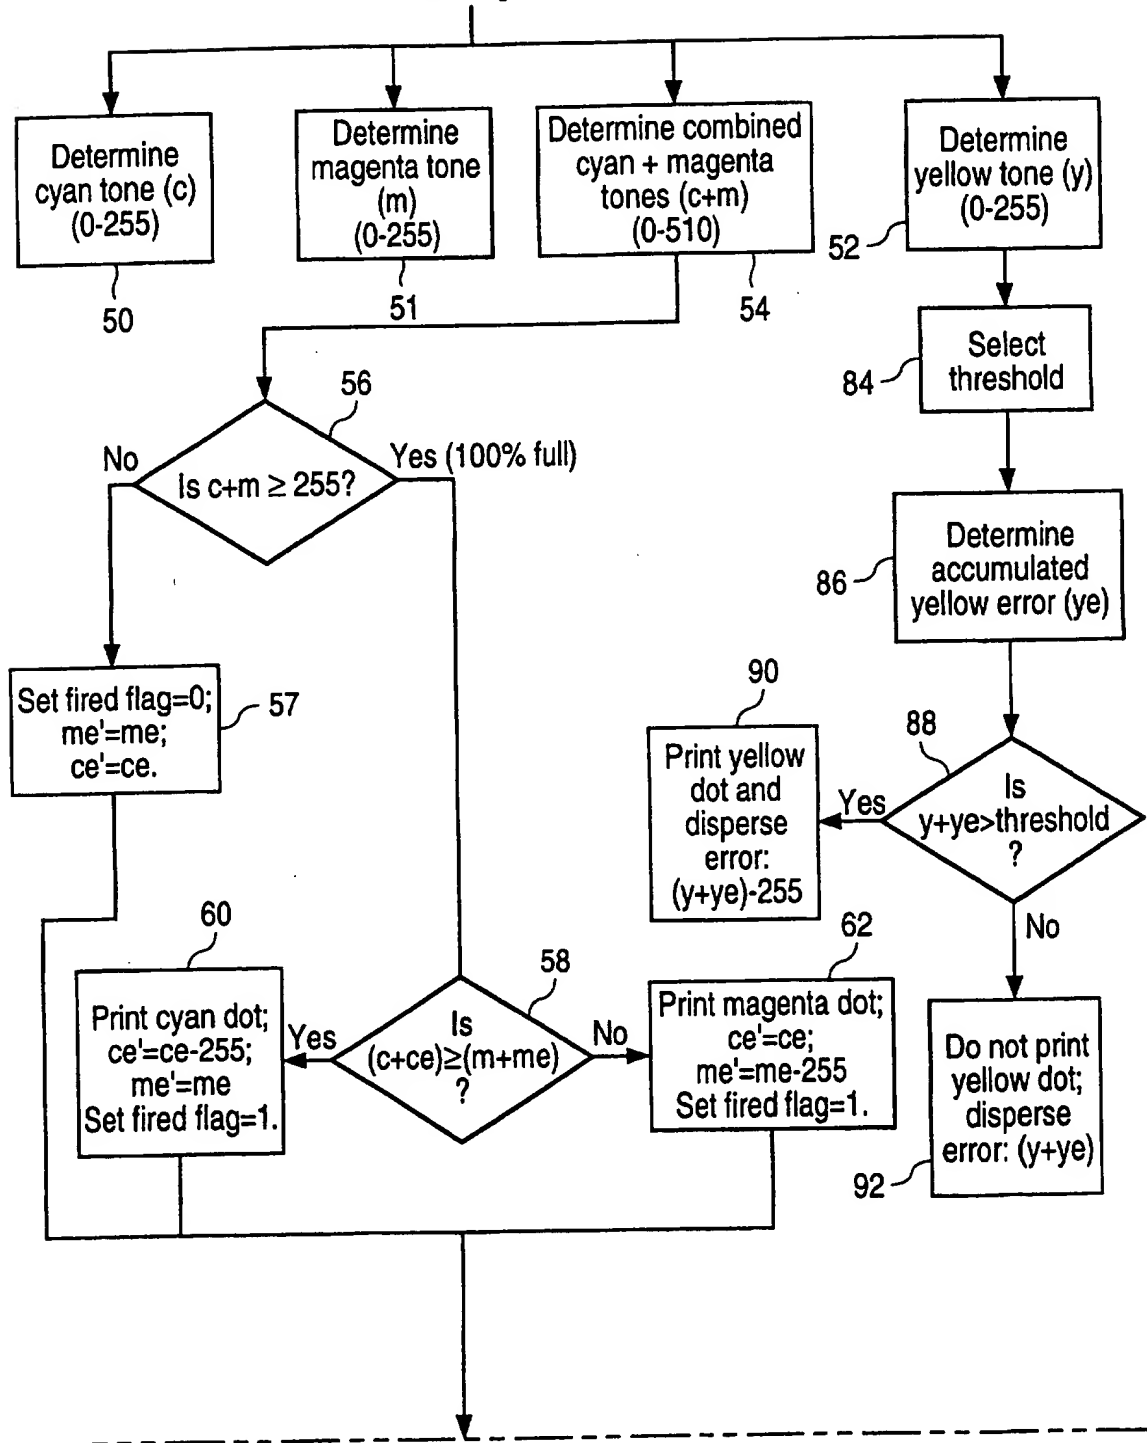 Determine
cyan tone (c)
(0-255)
50
Determine
magenta tone
(m)
(0-255)
51
Determine combined
cyan + magenta
tones (c+m)
(0-510)
54
Determine
yellow tone (y)
(0-255)
52
Select
threshold
84
56
No
Is c+m ≥ 255?
Yes (100% full)
Determine
accumulated
yellow error (ye)
86
Set fired flag=0;
me'=me;
ce'=ce.
57
90
Print yellow
dot and
disperse
error:
(y+ye)-255
88
Yes
Is
y+ye>threshold
?
No
60
Print cyan dot;
ce'=ce-255;
me'=me
Set fired flag=1.
58
Yes
Is
(c+ce)≥(m+me)
?
No
62
Print magenta dot;
ce'=ce;
me'=me-255
Set fired flag=1.
Do not print
yellow dot;
disperse
error: (y+ye)
92